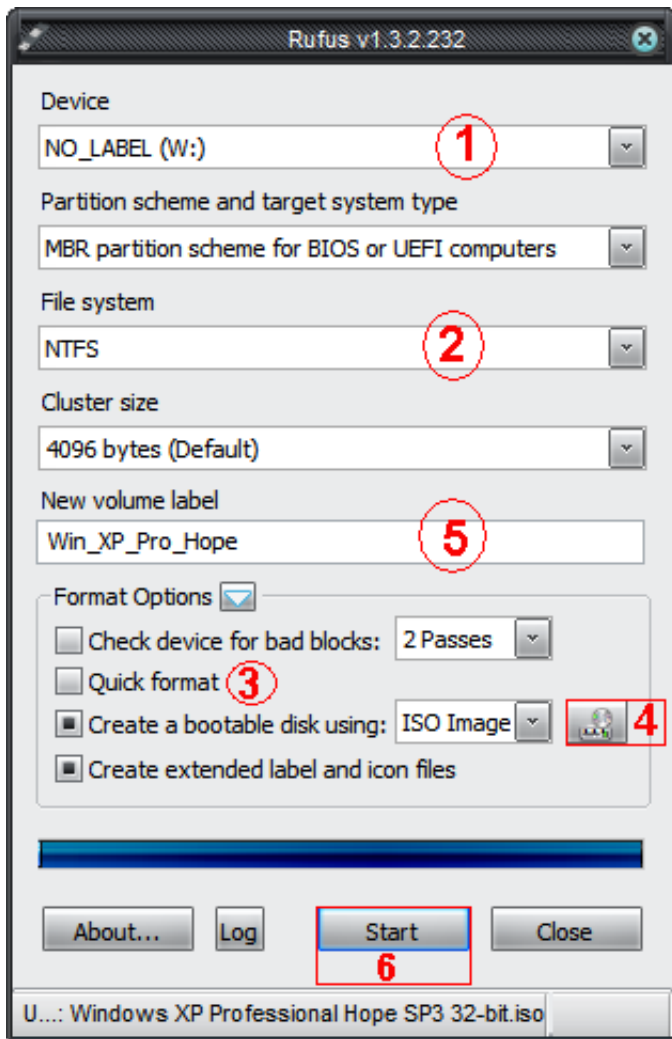 Rufus v1.3.2.232
Device
NO_LABEL (W:) 1
Partition scheme and target system type
MBR partition scheme for BIOS or UEFI computers
File system
NTFS 2
Cluster size
4096 bytes (Default)
New volume label
Win_XP_Pro_Hope 5
Format Options
Check device for bad blocks: 2 Passes
Quick format 3
Create a bootable disk using: ISO Image 4
Create extended label and icon files
About... Log Start Close
6
U...: Windows XP Professional Hope SP3 32-bit.iso